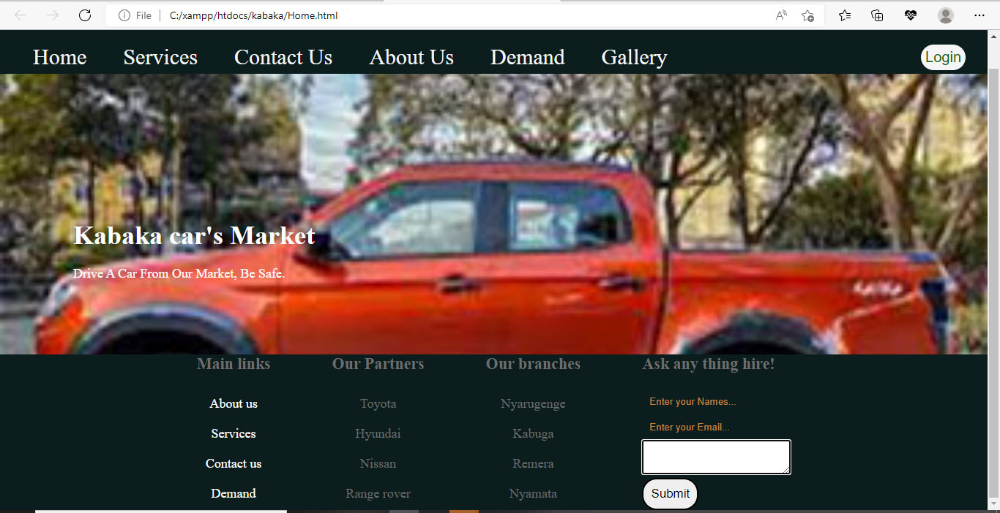 File C:/xampp/htdocs/kabaka/Home.html
Home Services Contact Us About Us Demand Gallery Login
Kabaka car's Market
Drive A Car From Our Market, Be Safe.
Main links Our Partners Our branches Ask any thing hire!
About us Toyota Nyarugenge Enter your Names...
Services Hyundai Kabuga Enter your Email...
Contact us Nissan Remera
Demand Range rover Nyamata Submit